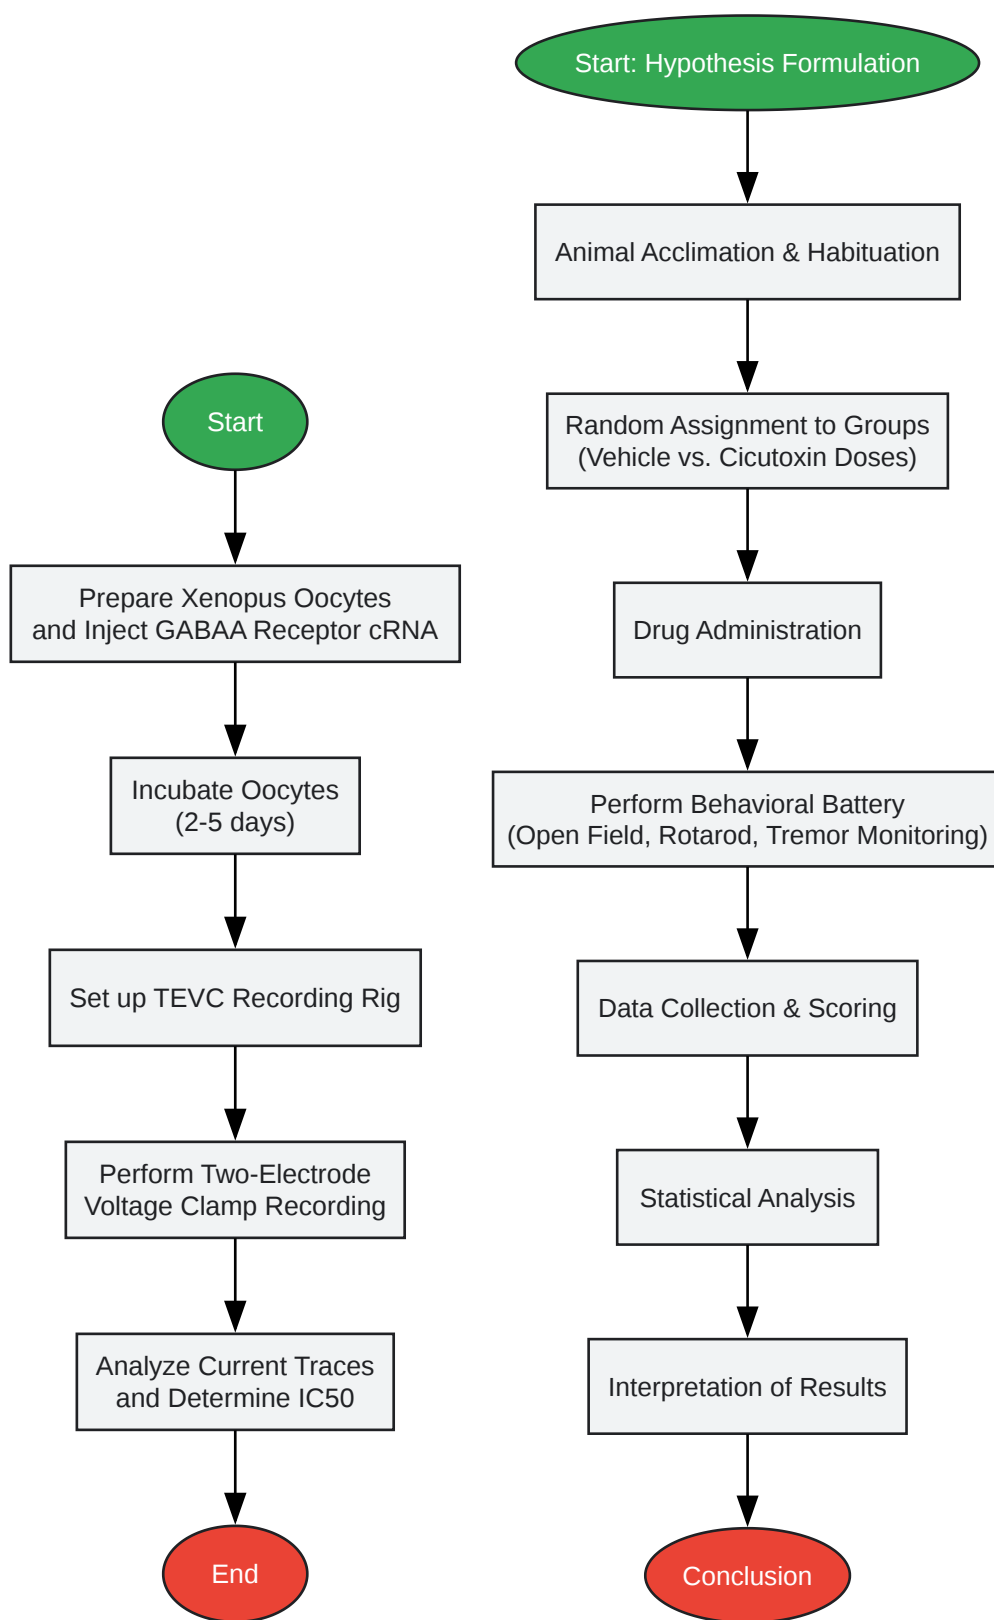 Start
Prepare Xenopus Oocytes
and Inject GABAA Receptor cRNA
Incubate Oocytes
(2-5 days)
Set up TEVC Recording Rig
Perform Two-Electrode
Voltage Clamp Recording
Analyze Current Traces
and Determine IC50
End
Start: Hypothesis Formulation
Animal Acclimation & Habituation
Random Assignment to Groups
(Vehicle vs. Cicutoxin Doses)
Drug Administration
Perform Behavioral Battery
(Open Field, Rotarod, Tremor Monitoring)
Data Collection & Scoring
Statistical Analysis
Interpretation of Results
Conclusion